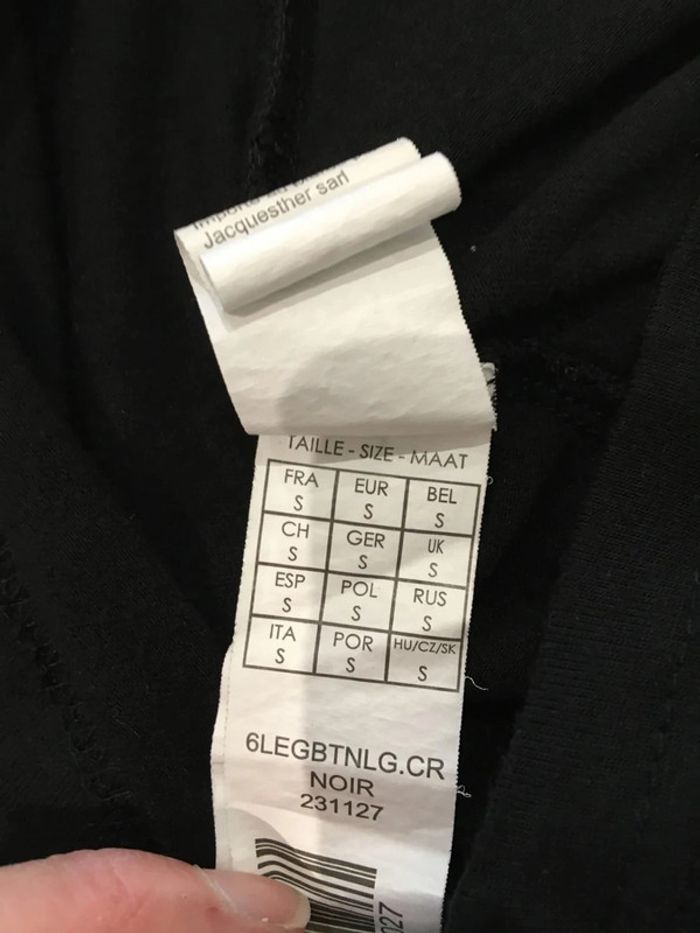 Jacquesther sarl
TAILLE - SIZE - MAAT
FRA EUR BEL
S S S
CH GER UK
S S S
ESP POL RUS
S S S
ITA POR HU/CZ/SK
S S S
6LEGBTNLG.CR
NOIR
231127
027